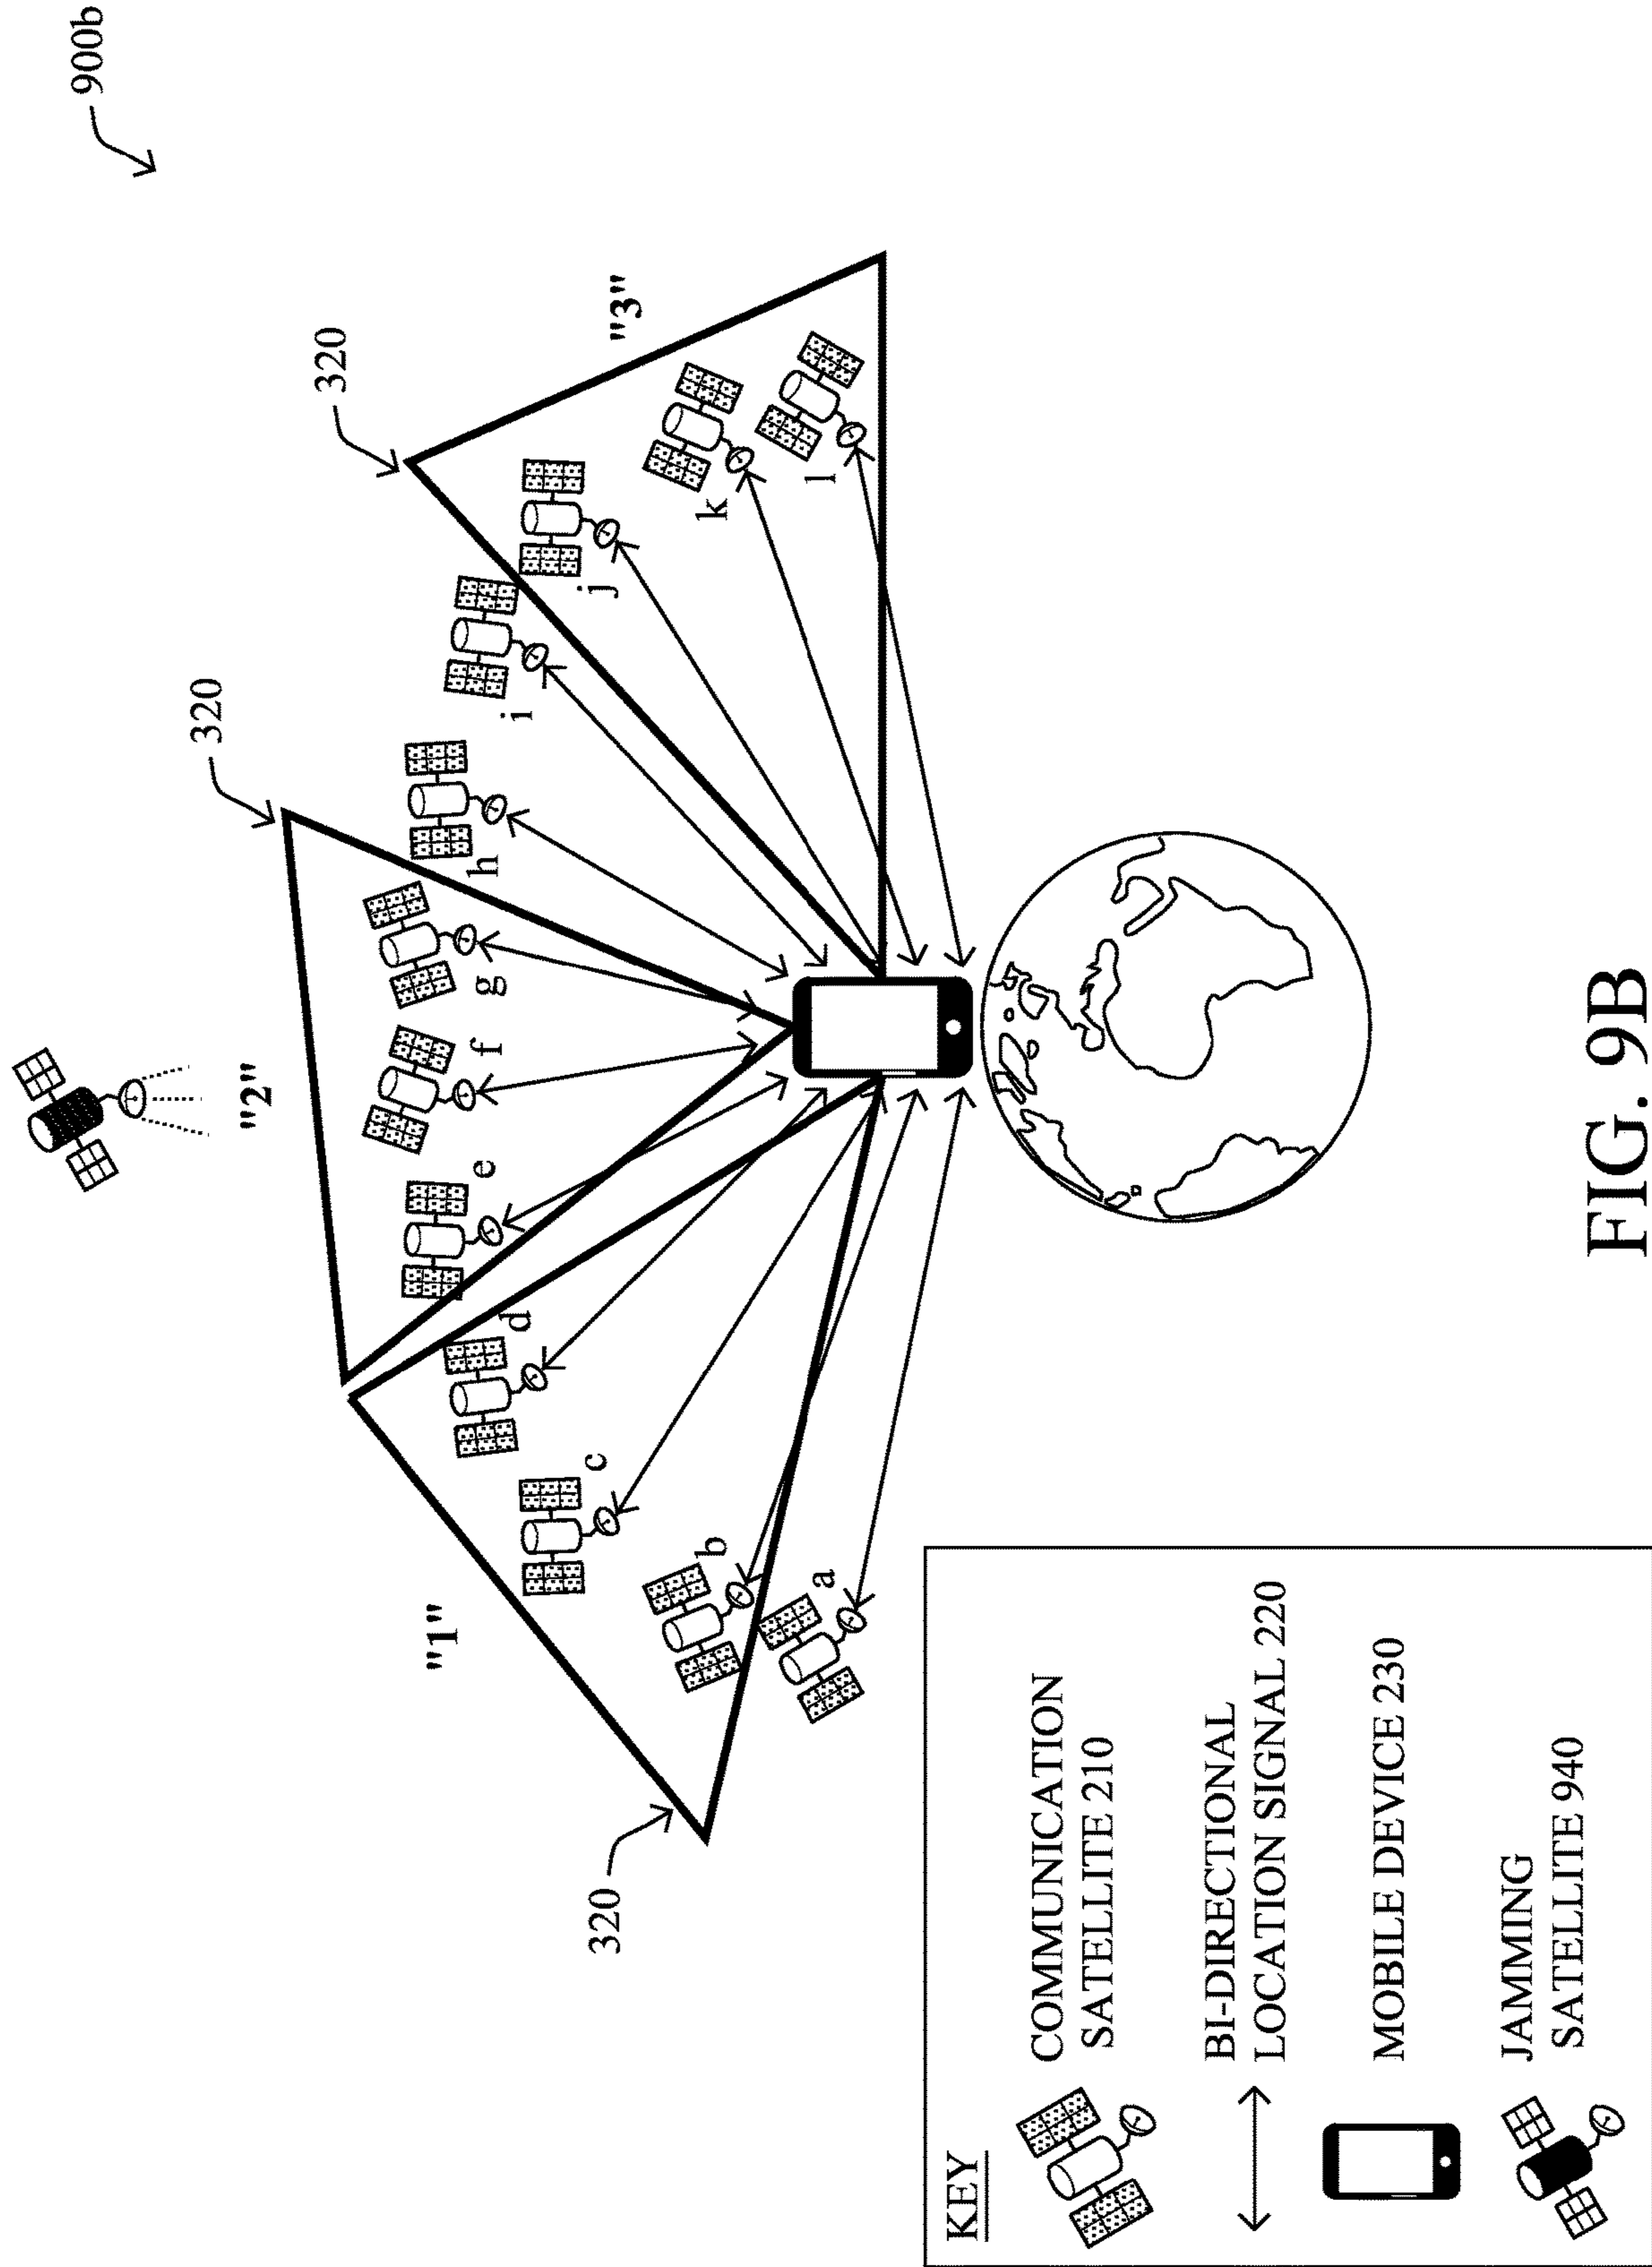 900b
320
320
320
"1"
"2"
"3"
a
b
c
d
e
f
g
h
i
j
k
l
KEY
COMMUNICATION
SATELLITE 210
BI-DIRECTIONAL
LOCATION SIGNAL 220
MOBILE DEVICE 230
JAMMING
SATELLITE 940
FIG. 9B